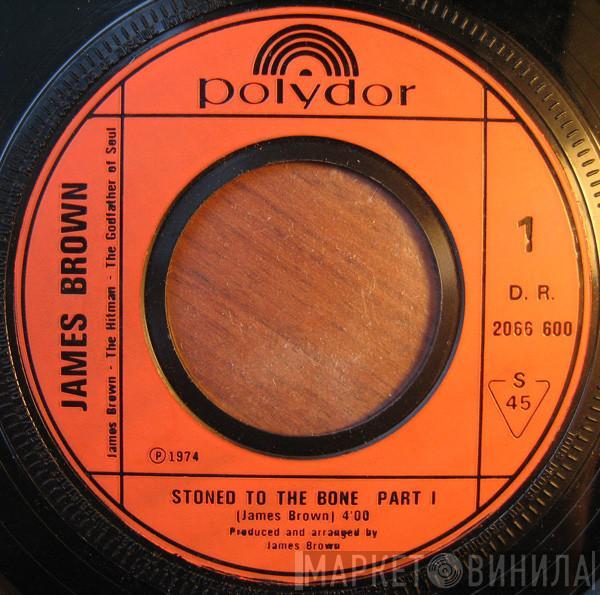 polydor
JAMES BROWN
James Brown - The Hitman - The Godfather of Soul
1
D. R.
2066 600
S
45
Ⓟ 1974
STONED TO THE BONE PART I
(James Brown) 4'00
Produced and arranged by
James Brown
МАРКЕТ ВИНИЛА